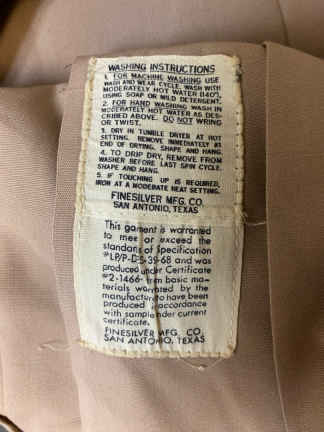 WASHING INSTRUCTIONS
1. FOR MACHINE WASHING USE
WASH AND WEAR CYCLE. WASH WITH
MODERATELY HOT WATER (140°),
USING SOAP OR MILD DETERGENT.
2. FOR HAND WASHING WASH IN
MODERATELY HOT WATER AS DES-
CRIBED ABOVE. DO NOT WRING
OR TWIST.
3. DRY IN TUMBLE DRYER AT HOT
SETTING. REMOVE IMMEDIATELY AT
END OF DRYING, SHAPE AND HANG.
4. TO DRIP DRY, REMOVE FROM
WASHER BEFORE LAST SPIN CYCLE.
SHAPE AND HANG.
5. IF TOUCHING UP IS REQUIRED,
IRON AT A MODERATE HEAT SETTING.
FINESILVER MFG. CO.
SAN ANTONIO, TEXAS
This garment is warranted
to meet or exceed the
standards of Specification
and was
produced under Certificate
basic ma-
terials warranted by the
manufacturer to have been
produced in accordance
with sample under current
certificate.
FINESILVER MFG. CO.
SAN ANTONIO, TEXAS